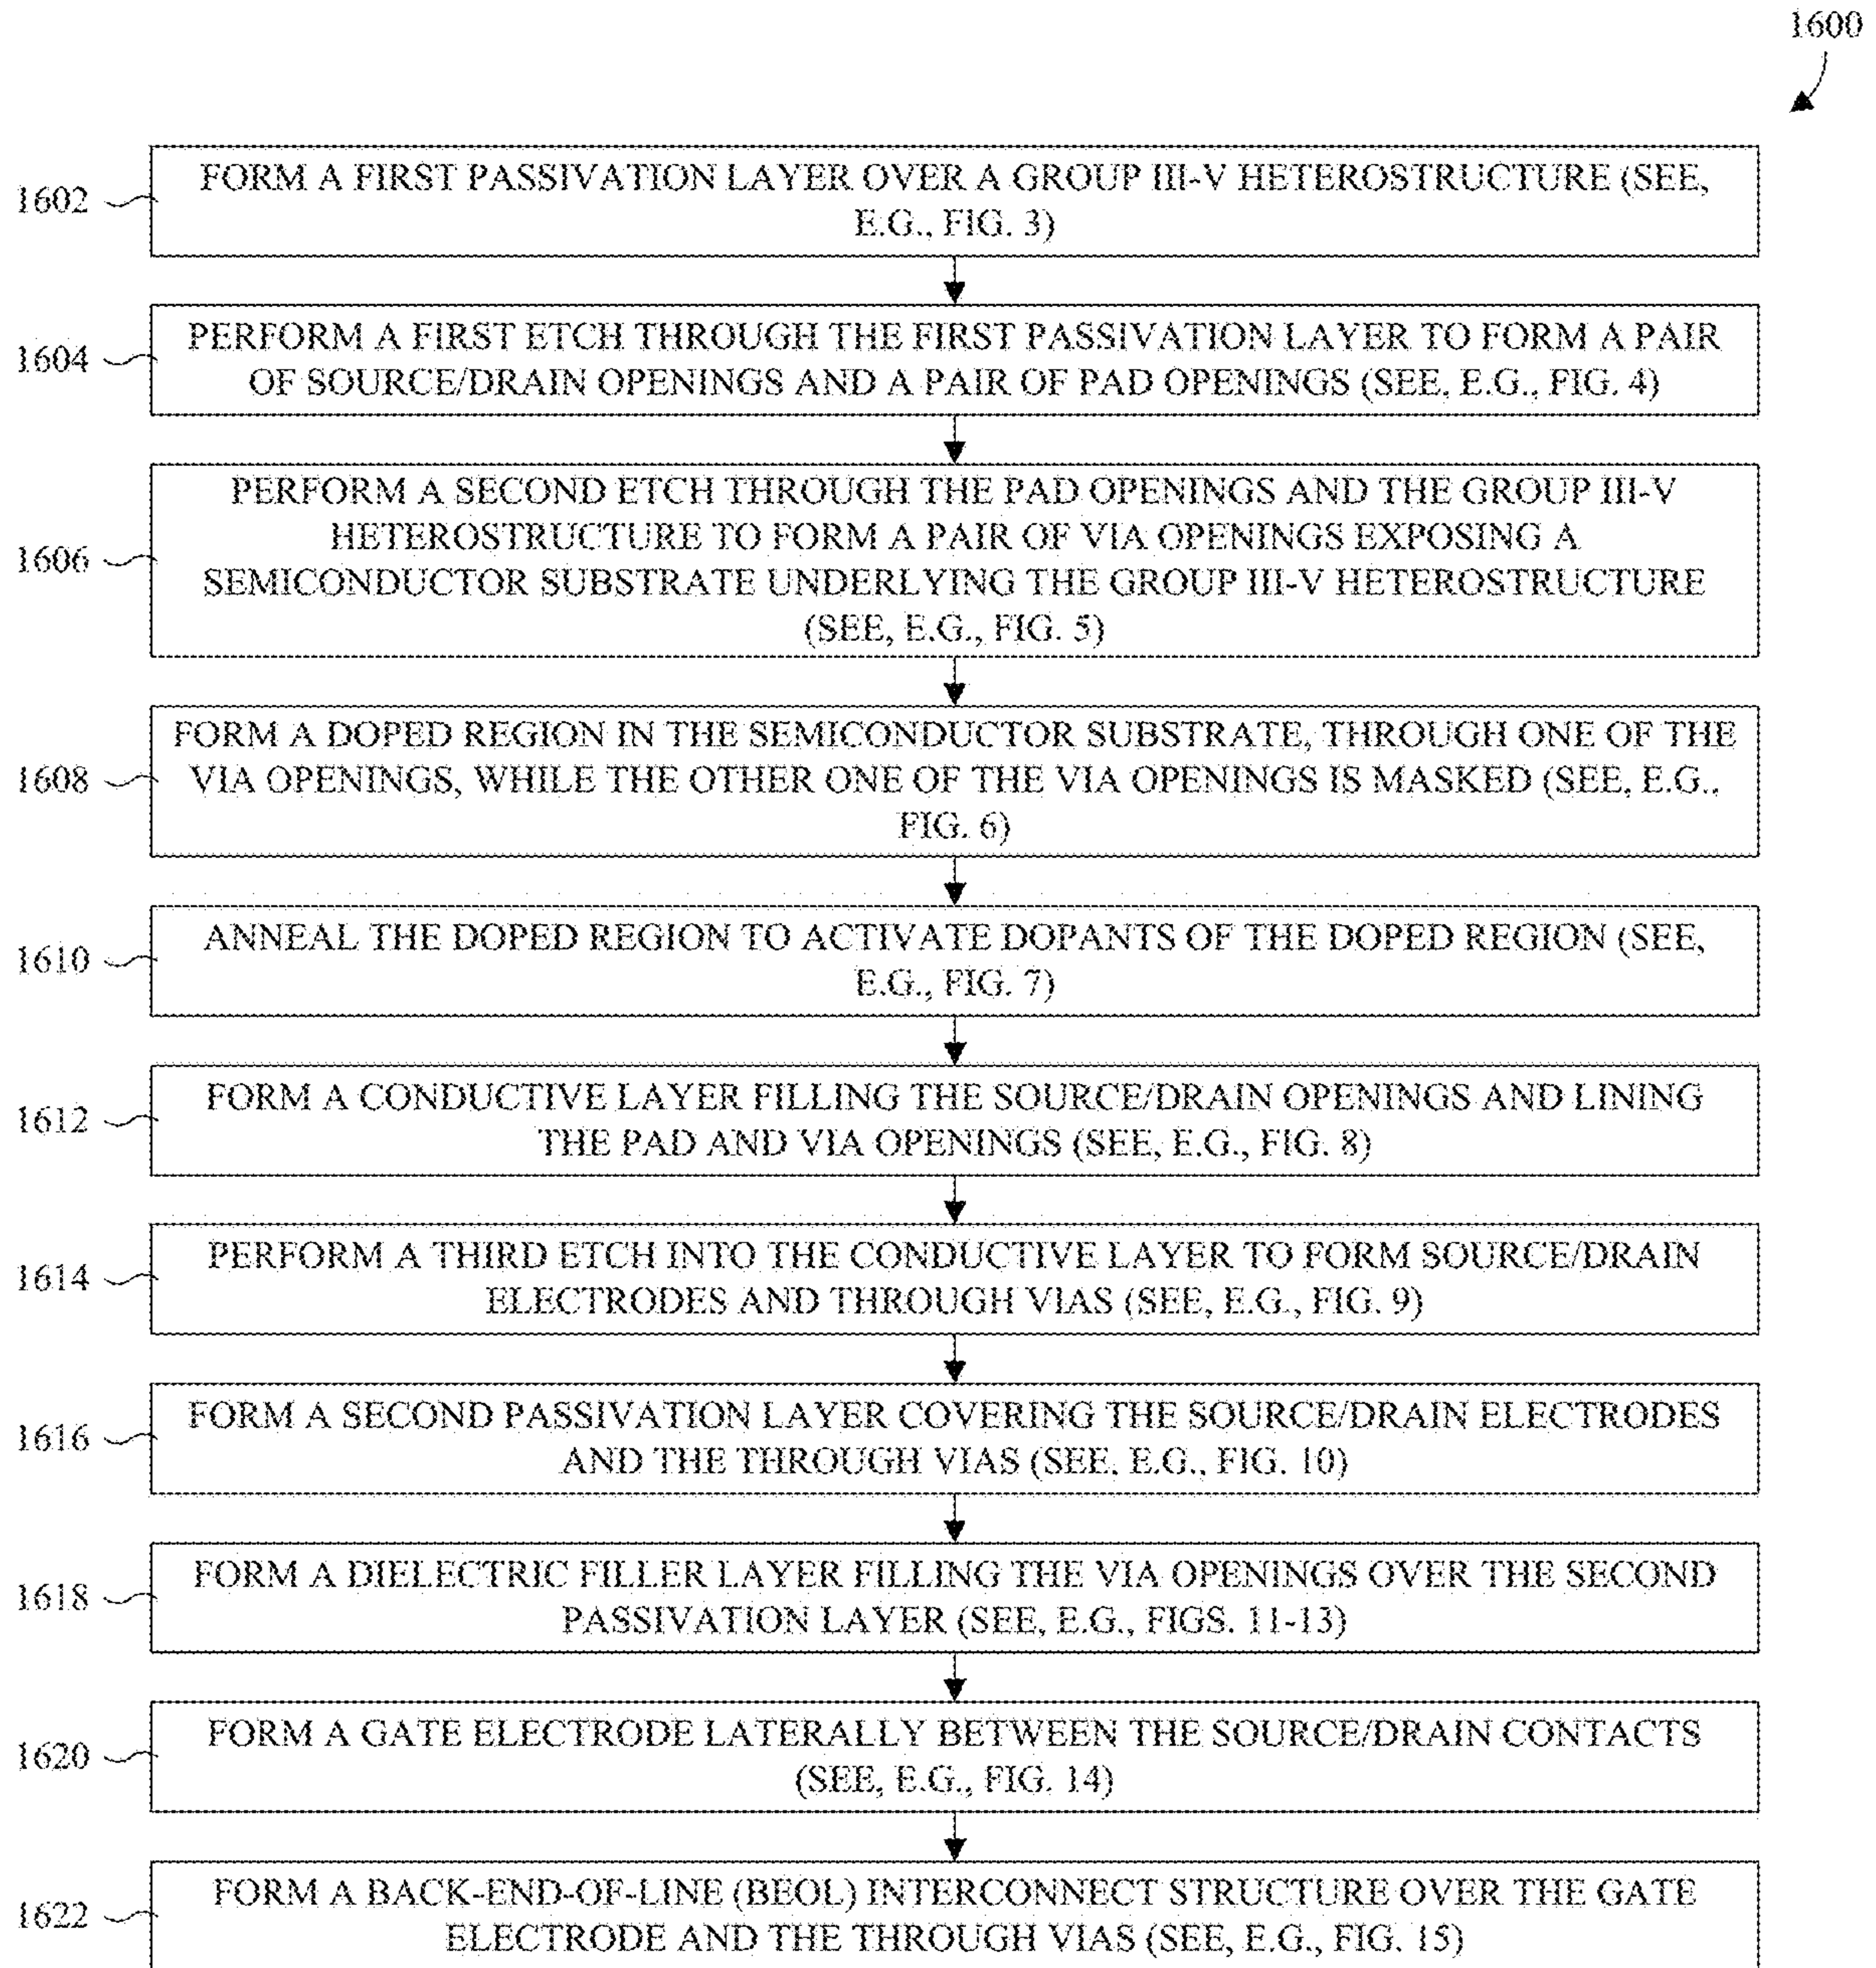 1600
1602
FORM A FIRST PASSIVATION LAYER OVER A GROUP III-V HETEROSTRUCTURE (SEE,
E.G., FIG. 3)
1604
PERFORM A FIRST ETCH THROUGH THE FIRST PASSIVATION LAYER TO FORM A PAIR
OF SOURCE/DRAIN OPENINGS AND A PAIR OF PAD OPENINGS (SEE, E.G., FIG. 4)
1606
PERFORM A SECOND ETCH THROUGH THE PAD OPENINGS AND THE GROUP III-V
HETEROSTRUCTURE TO FORM A PAIR OF VIA OPENINGS EXPOSING A
SEMICONDUCTOR SUBSTRATE UNDERLYING THE GROUP III-V HETEROSTRUCTURE
(SEE, E.G., FIG. 5)
1608
FORM A DOPED REGION IN THE SEMICONDUCTOR SUBSTRATE, THROUGH ONE OF THE
VIA OPENINGS, WHILE THE OTHER ONE OF THE VIA OPENINGS IS MASKED (SEE, E.G.,
FIG. 6)
1610
ANNEAL THE DOPED REGION TO ACTIVATE DOPANTS OF THE DOPED REGION (SEE,
E.G., FIG. 7)
1612
FORM A CONDUCTIVE LAYER FILLING THE SOURCE/DRAIN OPENINGS AND LINING
THE PAD AND VIA OPENINGS (SEE, E.G., FIG. 8)
1614
PERFORM A THIRD ETCH INTO THE CONDUCTIVE LAYER TO FORM SOURCE/DRAIN
ELECTRODES AND THROUGH VIAS (SEE, E.G., FIG. 9)
1616
FORM A SECOND PASSIVATION LAYER COVERING THE SOURCE/DRAIN ELECTRODES
AND THE THROUGH VIAS (SEE, E.G., FIG. 10)
1618
FORM A DIELECTRIC FILLER LAYER FILLING THE VIA OPENINGS OVER THE SECOND
PASSIVATION LAYER (SEE, E.G., FIGS. 11-13)
1620
FORM A GATE ELECTRODE LATERALLY BETWEEN THE SOURCE/DRAIN CONTACTS
(SEE, E.G., FIG. 14)
1622
FORM A BACK-END-OF-LINE (BEOL) INTERCONNECT STRUCTURE OVER THE GATE
ELECTRODE AND THE THROUGH VIAS (SEE, E.G., FIG. 15)